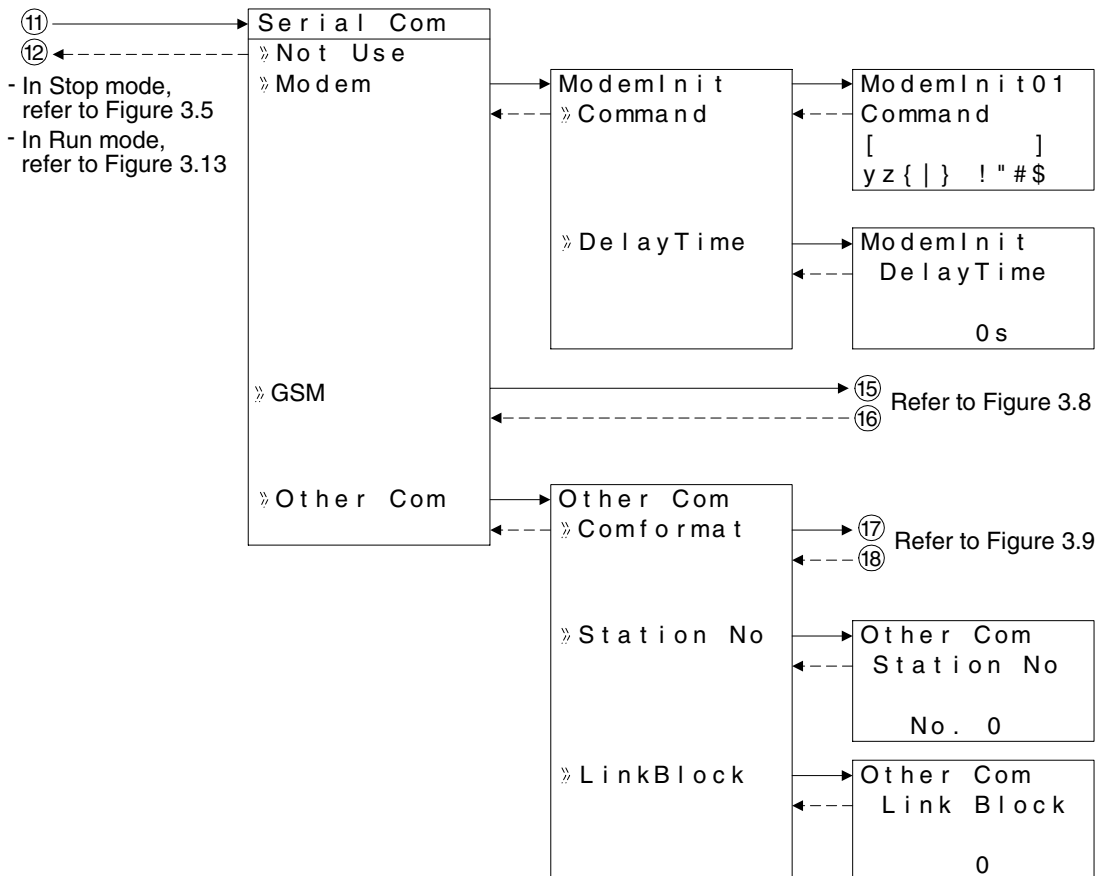 ⑪
⑫
- In Stop mode,
refer to Figure 3.5
- In Run mode,
refer to Figure 3.13
Serial Com
»Not Use
»Modem
»GSM
»Other Com
ModemInit
»Command
»DelayTime
ModemInit01
Command
[ ]
yz{|} !"#$
ModemInit
DelayTime
0s
⑮
⑯
Refer to Figure 3.8
Other Com
»Comformat
»Station No
»LinkBlock
⑰
⑱
Refer to Figure 3.9
Other Com
Station No
No. 0
Other Com
Link Block
0